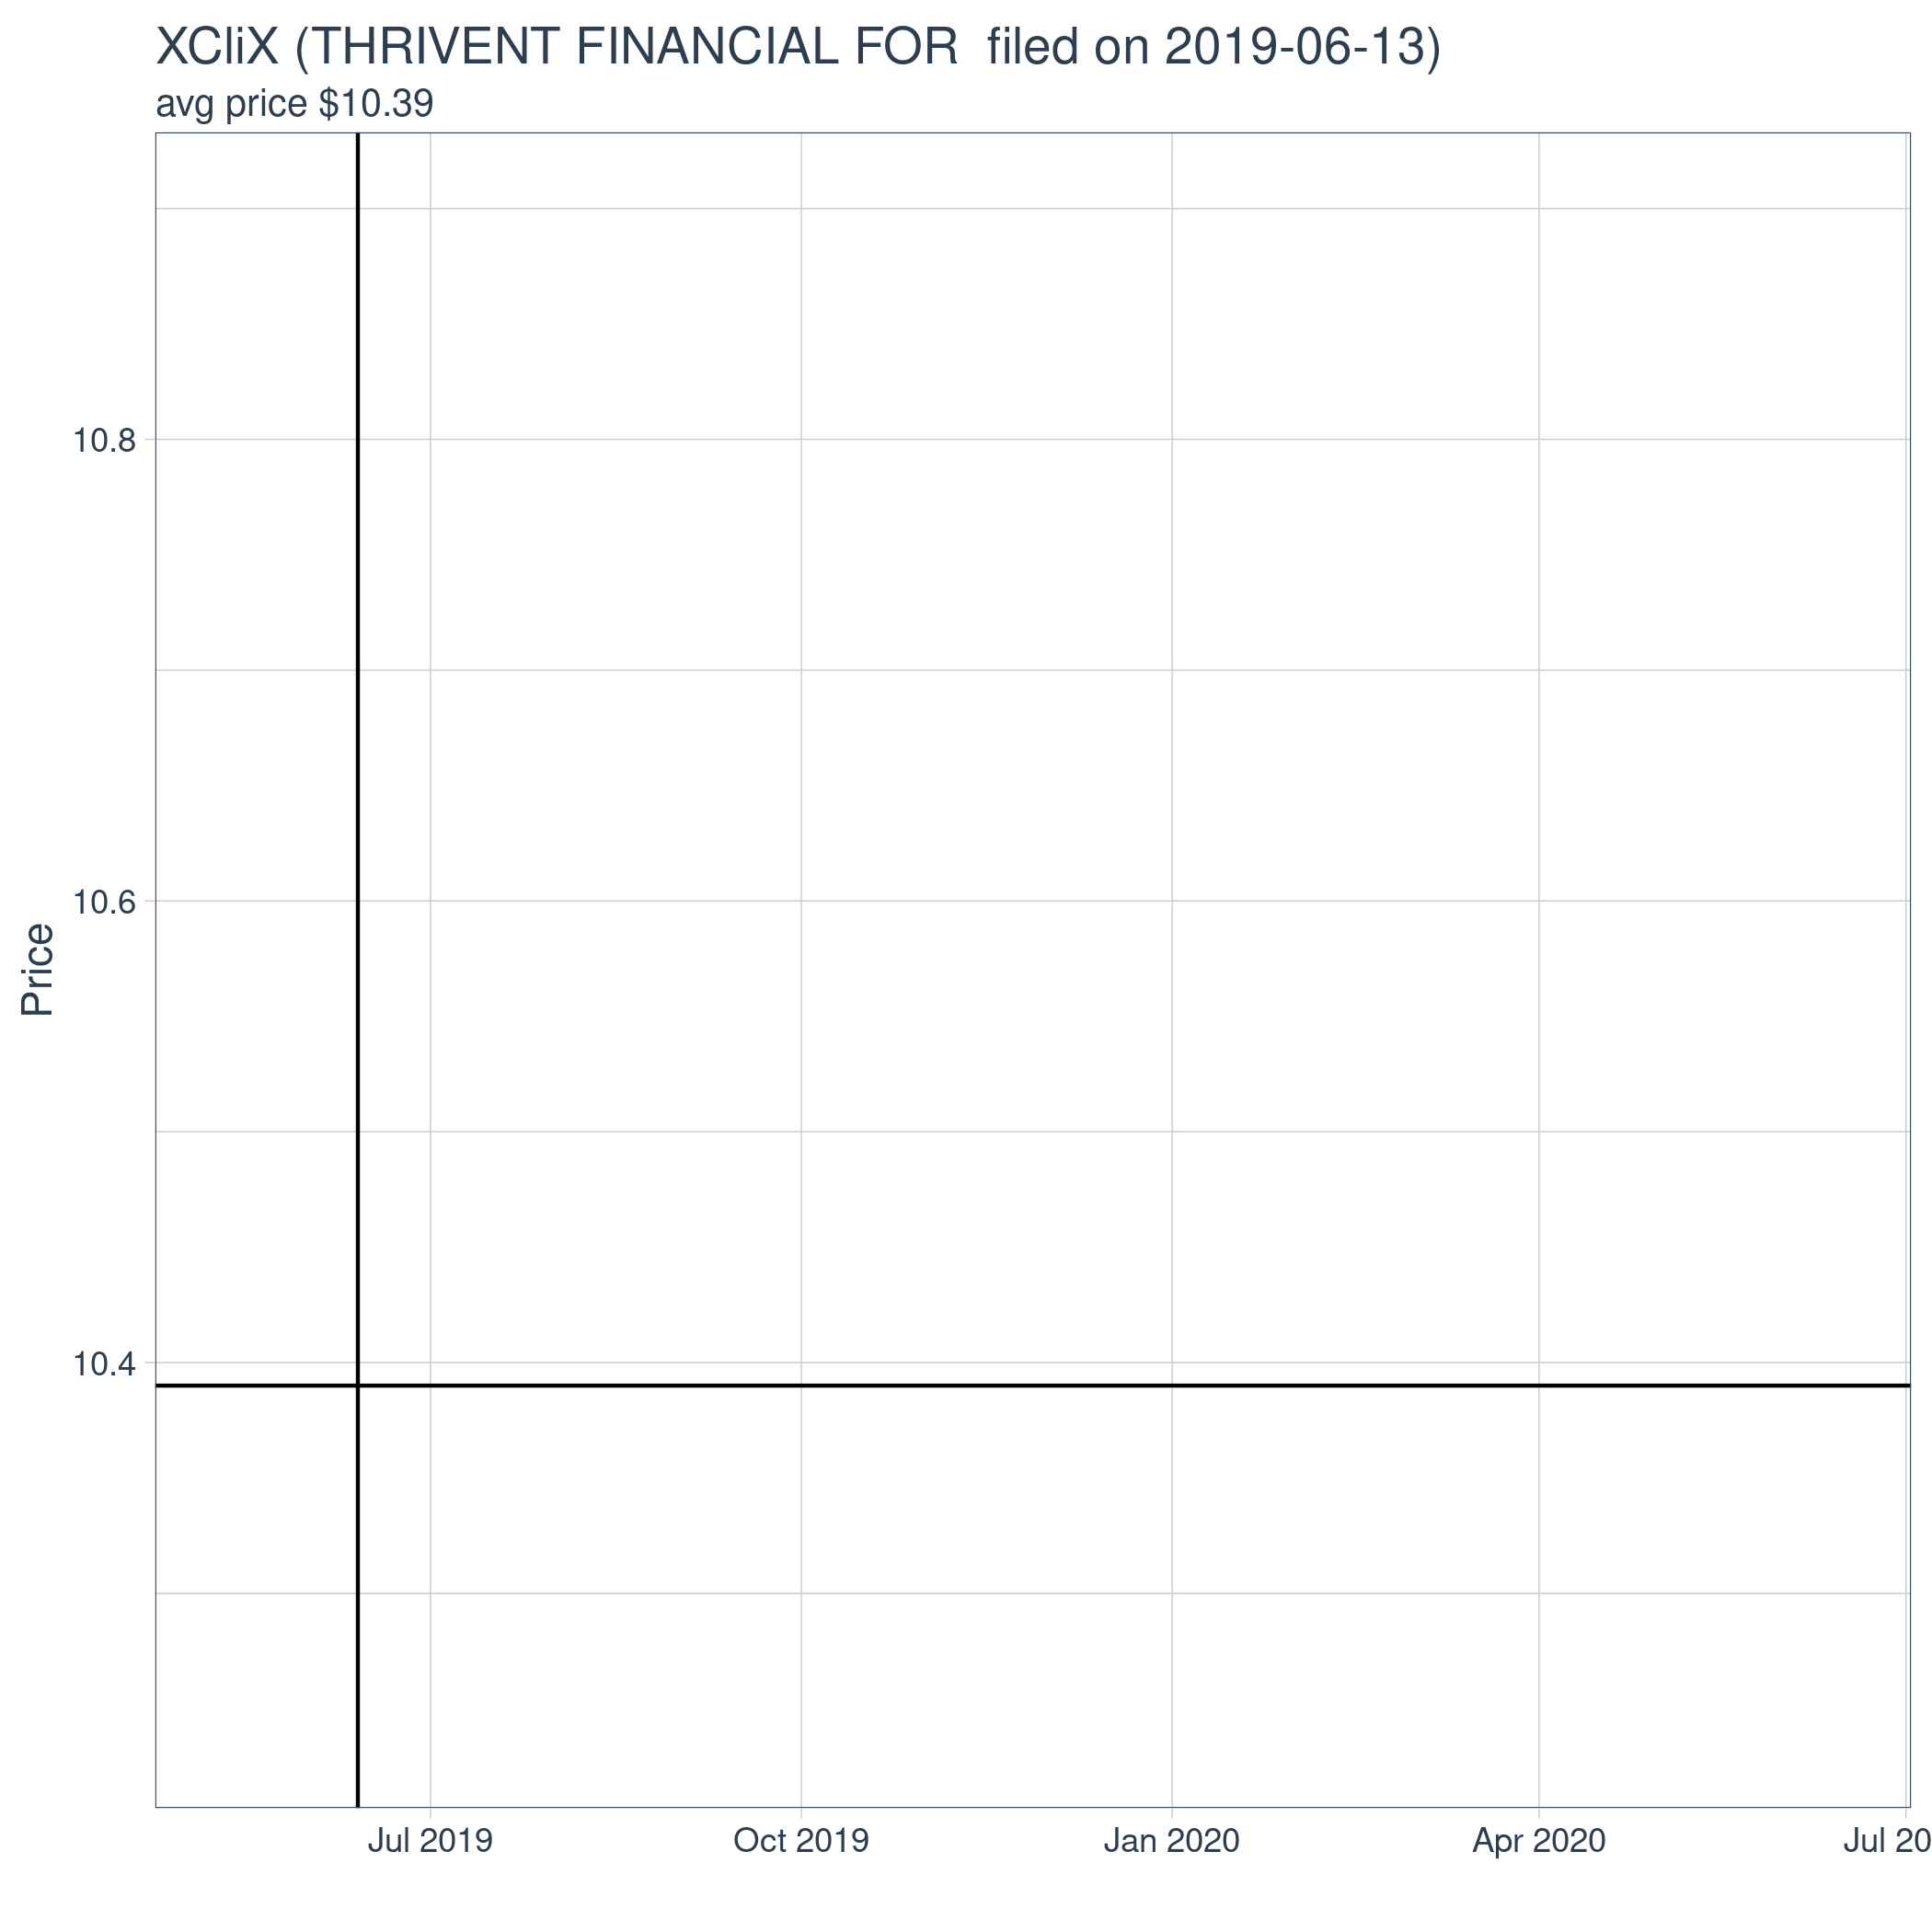 XCliX (THRIVENT FINANCIAL FOR  filed on 2019-06-13)
avg price $10.39
10.8
10.6
Price
10.4
Jul 2019 Oct 2019 Jan 2020 Apr 2020 Jul 20